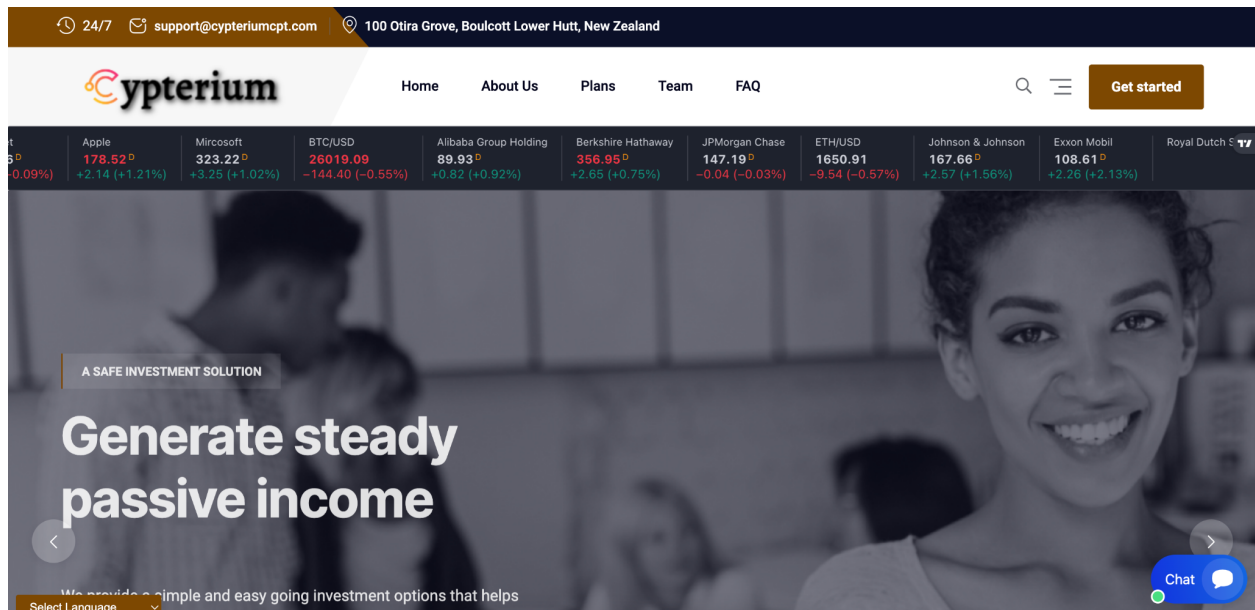 24/7 support@cypteriumcpt.com 100 Otira Grove, Boulcott Lower Hutt, New Zealand
Cypterium Home About Us Plans Team FAQ Get started
Apple Mircosoft BTC/USD Alibaba Group Holding Berkshire Hathaway JPMorgan Chase ETH/USD Johnson & Johnson Exxon Mobil Royal Dutch S
178.52 D 323.22 D 26019.09 89.93 D 356.95 D 147.19 D 1650.91 167.66 D 108.61 D
-0.09%) +2.14 (+1.21%) +3.25 (+1.02%) −144.40 (−0.55%) +0.82 (+0.92%) +2.65 (+0.75%) −0.04 (−0.03%) −9.54 (−0.57%) +2.57 (+1.56%) +2.26 (+2.13%)
A SAFE INVESTMENT SOLUTION
Generate steady
passive income
We provide a simple and easy going investment options that helps
Chat
Select Language